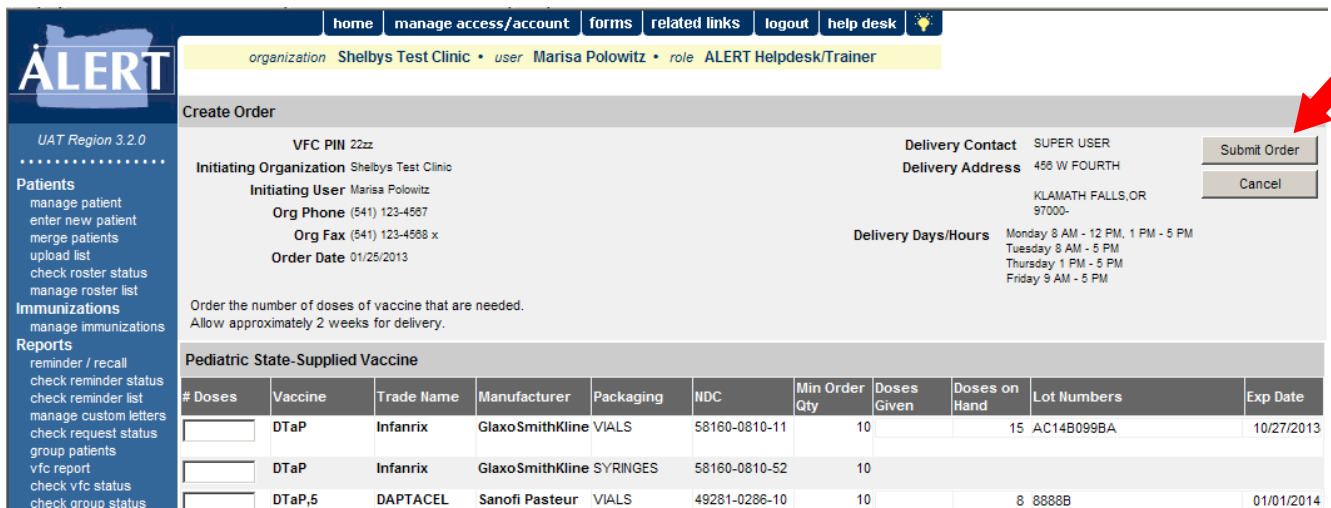 home manage access/account forms related links logout help desk
ALERT
organization Shelbys Test Clinic • user Marisa Polowitz • role ALERT Helpdesk/Trainer
UAT Region 3.2.0
Patients
manage patient
enter new patient
merge patients
upload list
check roster status
manage roster list
Immunizations
manage immunizations
Reports
reminder / recall
check reminder status
check reminder list
manage custom letters
check request status
group patients
vfc report
check vfc status
check group status
Create Order
VFC PIN 22zz
Initiating Organization Shelbys Test Clinic
Initiating User Marisa Polowitz
Org Phone (541) 123-4567
Org Fax (541) 123-4568 x
Order Date 01/25/2013
Delivery Contact SUPER USER
Delivery Address 456 W FOURTH
KLAMATH FALLS,OR
97000-
Delivery Days/Hours Monday 8 AM - 12 PM, 1 PM - 5 PM
Tuesday 8 AM - 5 PM
Thursday 1 PM - 5 PM
Friday 9 AM - 5 PM
Submit Order
Cancel
Order the number of doses of vaccine that are needed.
Allow approximately 2 weeks for delivery.
Pediatric State-Supplied Vaccine
# Doses Vaccine Trade Name Manufacturer Packaging NDC Min Order Qty Doses Given Doses on Hand Lot Numbers Exp Date
DTaP Infanrix GlaxoSmithKline VIALS 58160-0810-11 10 15 AC14B099BA 10/27/2013
DTaP Infanrix GlaxoSmithKline SYRINGES 58160-0810-52 10
DTaP,5 DAPTACEL Sanofi Pasteur VIALS 49281-0286-10 10 8 8888B 01/01/2014